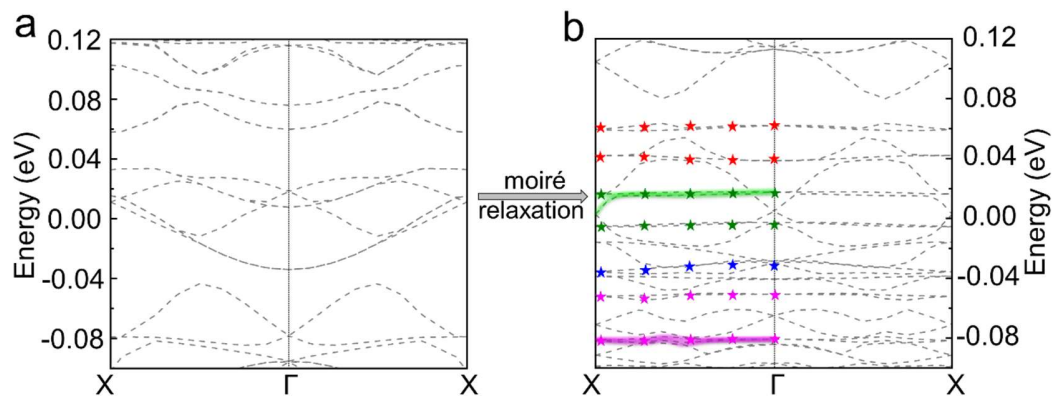 a
b
0.12
0.08
0.04
0.00
-0.04
-0.08
Energy (eV)
X
Γ
X
moiré
relaxation
0.12
0.08
0.04
0.00
-0.04
-0.08
Energy (eV)
X
Γ
X